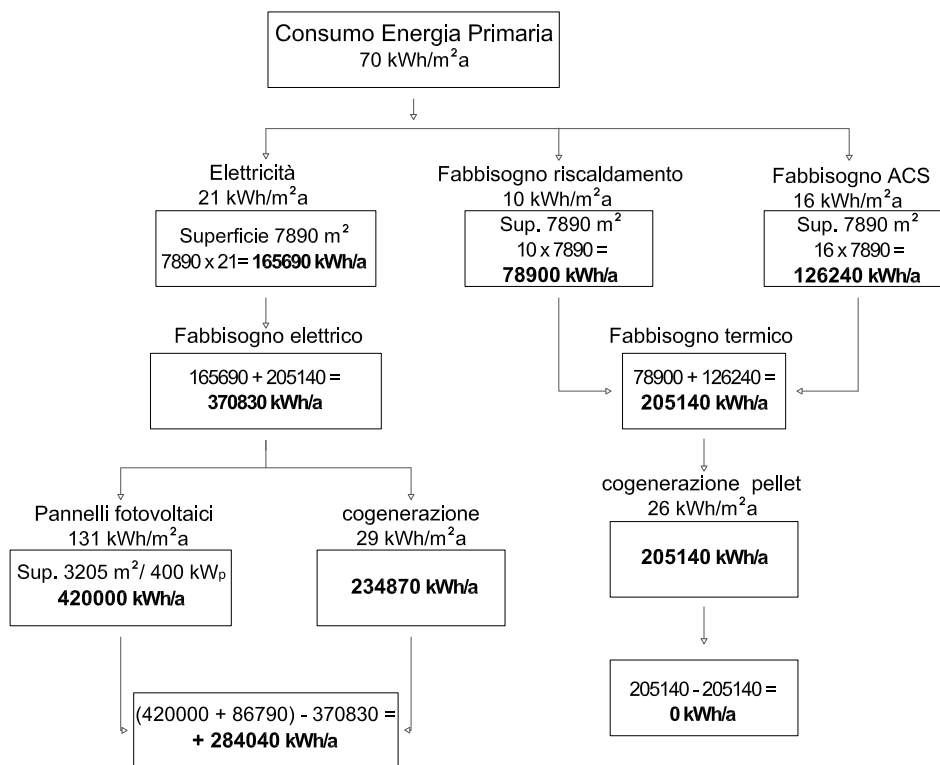 Consumo Energia Primaria
70 kWh/m²a
Elettricità
21 kWh/m²a
Superficie 7890 m²
7890 x 21= 165690 kWh/a
Fabbisogno riscaldamento
10 kWh/m²a
Sup. 7890 m²
10 x 7890 =
78900 kWh/a
Fabbisogno ACS
16 kWh/m²a
Sup. 7890 m²
16 x 7890 =
126240 kWh/a
Fabbisogno elettrico
165690 + 205140 =
370830 kWh/a
Fabbisogno termico
78900 + 126240 =
205140 kWh/a
Pannelli fotovoltaici
131 kWh/m²a
Sup. 3205 m²/ 400 kWp
420000 kWh/a
cogenerazione
29 kWh/m²a
234870 kWh/a
cogenerazione pellet
26 kWh/m²a
205140 kWh/a
(420000 + 86790) - 370830 =
+ 284040 kWh/a
205140 - 205140 =
0 kWh/a